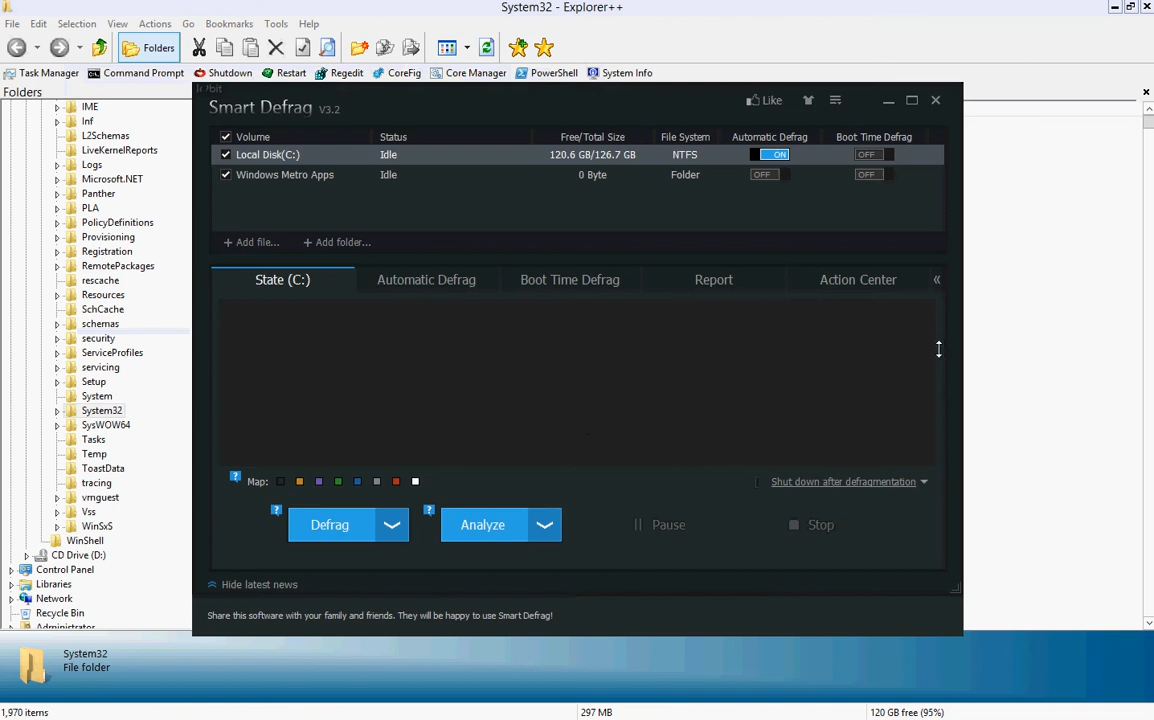 System32 - Explorer++
File Edit Selection View Actions Go Bookmarks Tools Help
Folders
Task Manager Command Prompt Shutdown Restart Regedit CoreFig Core Manager PowerShell System Info
Folders
IME
Inf
L2Schemas
LiveKernelReports
Logs
Microsoft.NET
Panther
PLA
PolicyDefinitions
Provisioning
Registration
RemotePackages
rescache
Resources
SchCache
schemas
security
ServiceProfiles
servicing
Setup
System
System32
SysWOW64
Tasks
Temp
ToastData
tracing
vmguest
Vss
WinSxS
WinShell
CD Drive (D:)
Control Panel
Libraries
Network
Recycle Bin
Administrator
IObit
Smart Defrag v3.2
Like
Volume Status Free/Total Size File System Automatic Defrag Boot Time Defrag
Local Disk(C:) Idle 120.6 GB/126.7 GB NTFS ON OFF
Windows Metro Apps Idle 0 Byte Folder OFF OFF
+ Add file... + Add folder...
State (C:) Automatic Defrag Boot Time Defrag Report Action Center «
? Map: Shut down after defragmentation
? Defrag ? Analyze Pause Stop
Hide latest news
Share this software with your family and friends. They will be happy to use Smart Defrag!
System32
File folder
1,970 items 297 MB 120 GB free (95%)